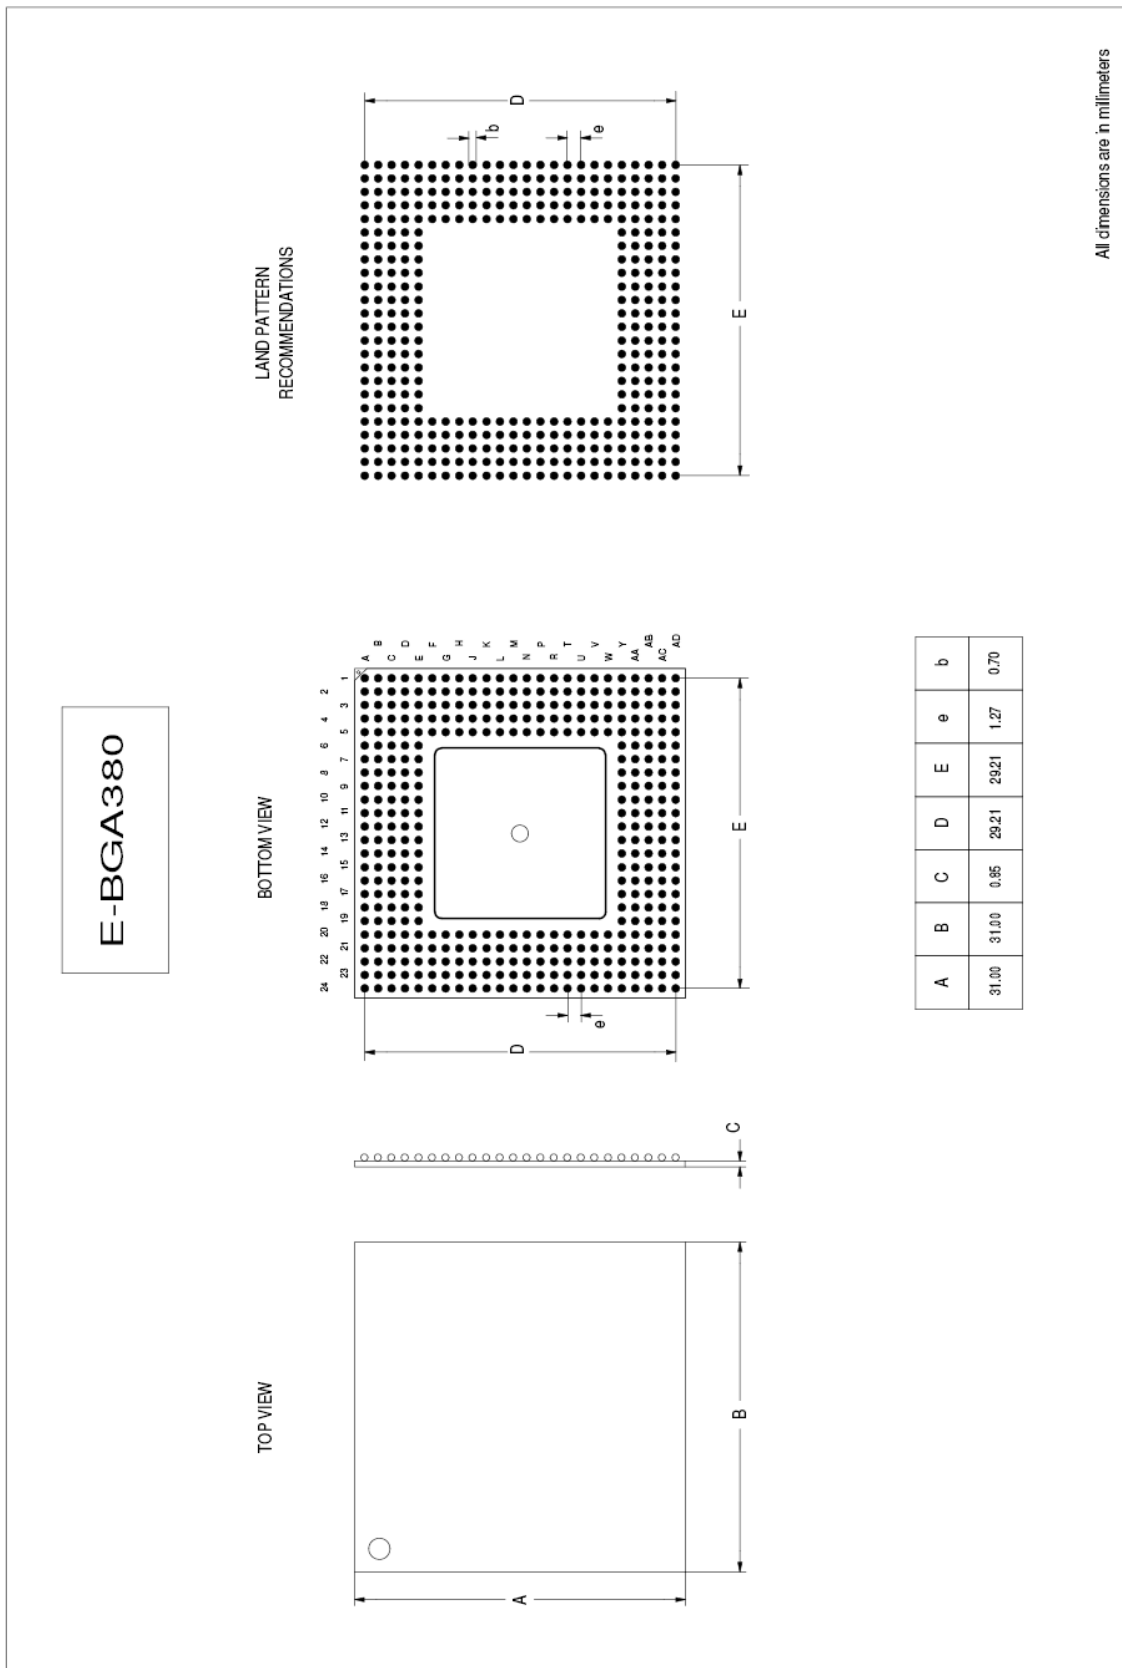 E-BGA380
TOP VIEW
A
B
C
BOTTOM VIEW
D
e
E
24 23 22 21 20 19 18 17 16 15 14 13 12 11 10 9 8 7 6 5 4 3 2 1
A
B
C
D
E
F
G
H
J
K
L
M
N
P
R
T
U
V
W
Y
AA
AB
AC
AD
LAND PATTERN
RECOMMENDATIONS
D
b
e
E
A B C D E e b
31.00 31.00 0.85 29.21 29.21 1.27 0.70
All dimensions are in millimeters